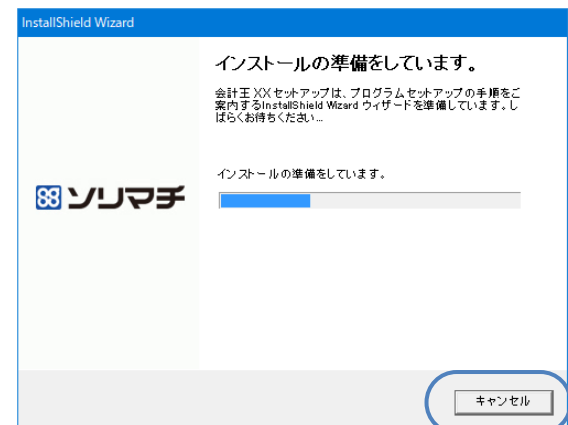 InstallShield Wizard
インストールの準備をしています。
会計王 XX セットアップは、プログラムセットアップの手順をご
案内するInstallShield Wizard ウィザードを準備しています。し
ばらくお待ちください...
インストールの準備をしています。
ソリマチ
キャンセル